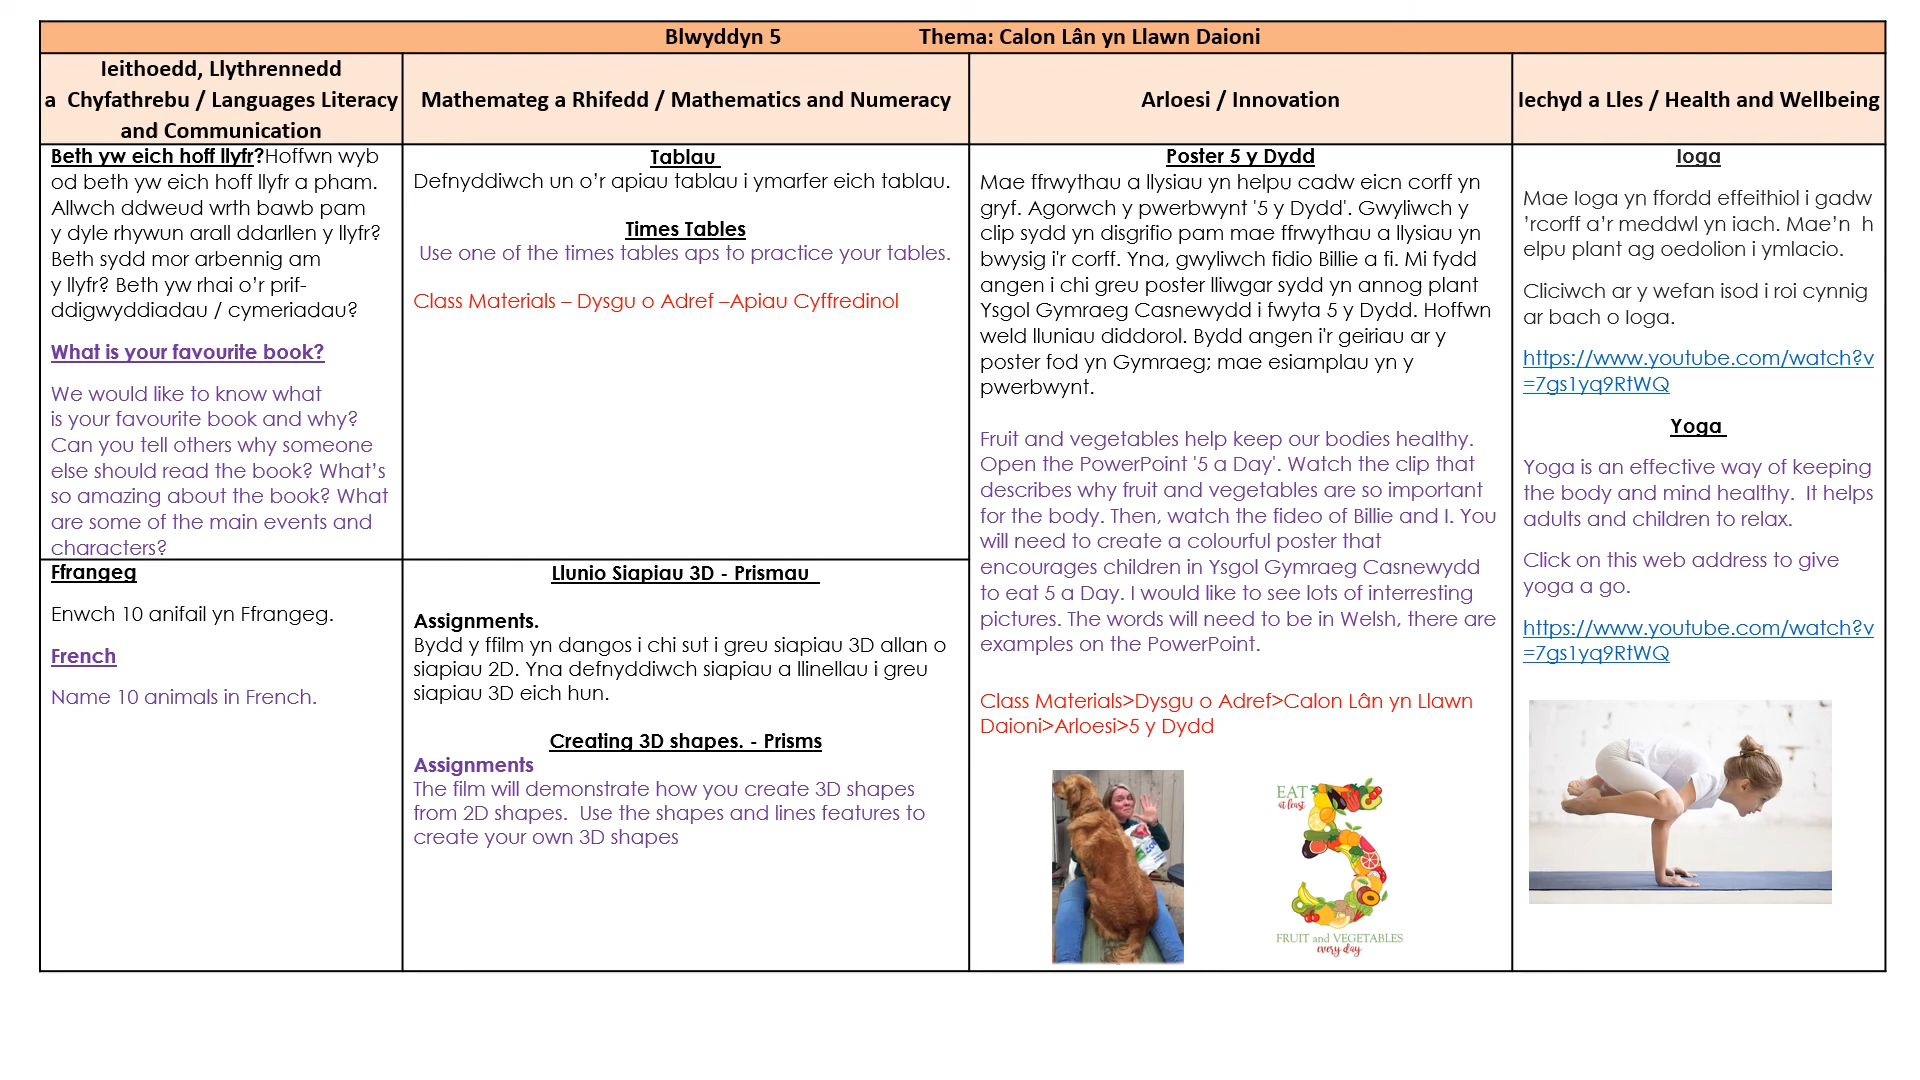 Blwyddyn 5 Thema: Calon Lân yn Llawn Daioni
Ieithoedd, Llythrennedd
a Chyfathrebu / Languages Literacy
and Communication
Mathemateg a Rhifedd / Mathematics and Numeracy
Arloesi / Innovation
Iechyd a Lles / Health and Wellbeing
Beth yw eich hoff llyfr?Hoffwn wyb
od beth yw eich hoff llyfr a pham.
Allwch ddweud wrth bawb pam
y dyle rhywun arall ddarllen y llyfr?
Beth sydd mor arbennig am
y llyfr? Beth yw rhai o’r prif-
ddigwyddiadau / cymeriadau?
What is your favourite book?
We would like to know what
is your favourite book and why?
Can you tell others why someone
else should read the book? What’s
so amazing about the book? What
are some of the main events and
characters?
Tablau
Defnyddiwch un o’r apiau tablau i ymarfer eich tablau.
Times Tables
Use one of the times tables aps to practice your tables.
Class Materials – Dysgu o Adref –Apiau Cyffredinol
Poster 5 y Dydd
Mae ffrwythau a llysiau yn helpu cadw eicn corff yn
gryf. Agorwch y pwerbwynt '5 y Dydd'. Gwyliwch y
clip sydd yn disgrifio pam mae ffrwythau a llysiau yn
bwysig i'r corff. Yna, gwyliwch fidio Billie a fi. Mi fydd
angen i chi greu poster lliwgar sydd yn annog plant
Ysgol Gymraeg Casnewydd i fwyta 5 y Dydd. Hoffwn
weld lluniau diddorol. Bydd angen i'r geiriau ar y
poster fod yn Gymraeg; mae esiamplau yn y
pwerbwynt.
Fruit and vegetables help keep our bodies healthy.
Open the PowerPoint '5 a Day'. Watch the clip that
describes why fruit and vegetables are so important
for the body. Then, watch the fideo of Billie and I. You
will need to create a colourful poster that
encourages children in Ysgol Gymraeg Casnewydd
to eat 5 a Day. I would like to see lots of interresting
pictures. The words will need to be in Welsh, there are
examples on the PowerPoint.
Class Materials>Dysgu o Adref>Calon Lân yn Llawn
Daioni>Arloesi>5 y Dydd
EAT
at least
FRUIT and VEGETABLES
every day
Ioga
Mae Ioga yn ffordd effeithiol i gadw
’rcorff a’r meddwl yn iach. Mae’n h
elpu plant ag oedolion i ymlacio.
Cliciwch ar y wefan isod i roi cynnig
ar bach o Ioga.
https://www.youtube.com/watch?v
=7gs1yq9RtWQ
Yoga
Yoga is an effective way of keeping
the body and mind healthy. It helps
adults and children to relax.
Click on this web address to give
yoga a go.
https://www.youtube.com/watch?v
=7gs1yq9RtWQ
Ffrangeg
Enwch 10 anifail yn Ffrangeg.
French
Name 10 animals in French.
Llunio Siapiau 3D - Prismau
Assignments.
Bydd y ffilm yn dangos i chi sut i greu siapiau 3D allan o
siapiau 2D. Yna defnyddiwch siapiau a llinellau i greu
siapiau 3D eich hun.
Creating 3D shapes. - Prisms
Assignments
The film will demonstrate how you create 3D shapes
from 2D shapes. Use the shapes and lines features to
create your own 3D shapes